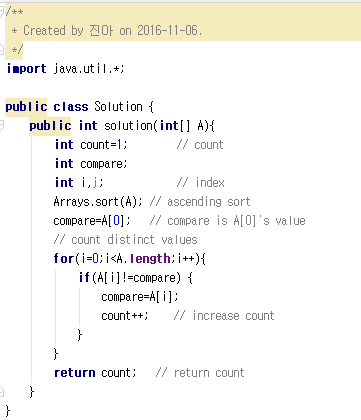 /**
 * Created by 진아 on 2016-11-06.
 */
import java.util.*;

public class Solution {
    public int solution(int[] A){
        int count=1;        // count
        int compare;
        int i,j;            // index
        Arrays.sort(A); // ascending sort
        compare=A[0];   // compare is A[0]'s value
        // count distinct values
        for(i=0;i<A.length;i++){
            if(A[i]!=compare) {
                compare=A[i];
                count++;    // increase count
            }
        }
        return count;   // return count
    }
}